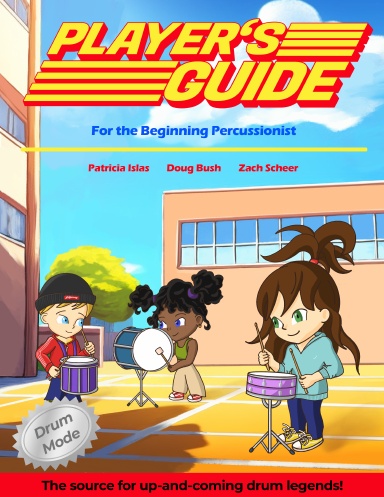 PLAYER'S
GUIDE
For the Beginning Percussionist
Patricia Islas Doug Bush Zach Scheer
Drum
Mode
The source for up-and-coming drum legends!